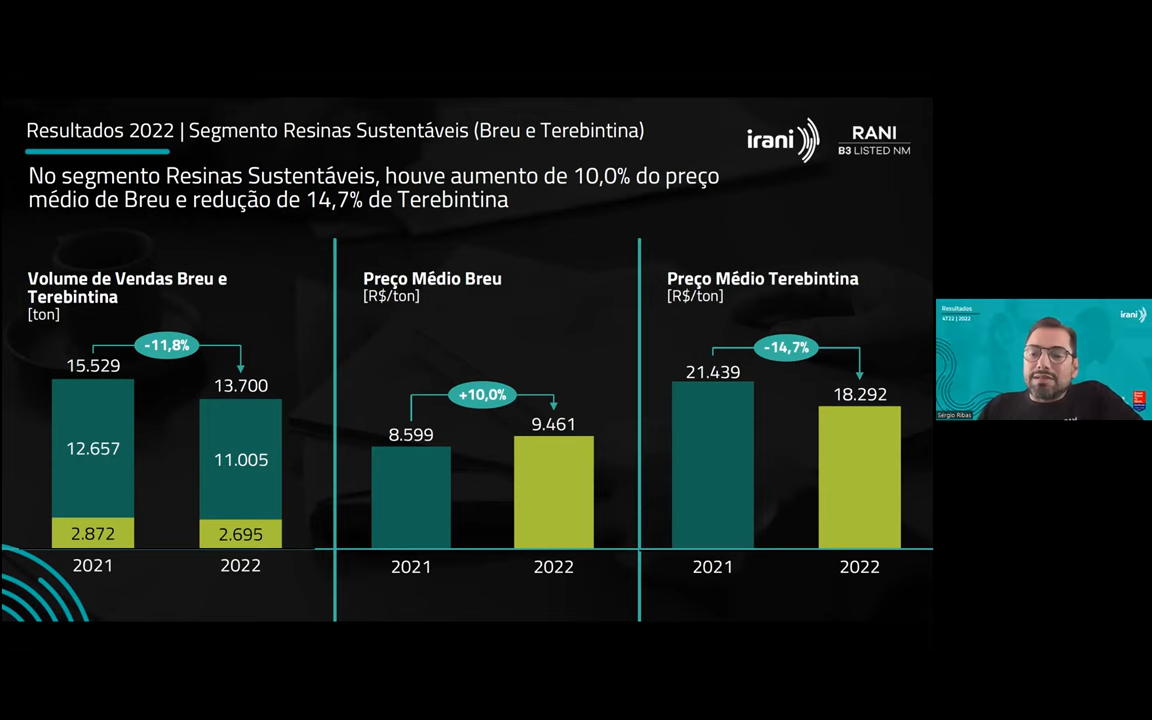 Resultados 2022 | Segmento Resinas Sustentáveis (Breu e Terebintina)
irani
RANI
B3 LISTED NM
No segmento Resinas Sustentáveis, houve aumento de 10,0% do preço
médio de Breu e redução de 14,7% de Terebintina
Volume de Vendas Breu e
Terebintina
[ton]
-11,8%
15.529
13.700
12.657
11.005
2.872
2.695
2021
2022
Preço Médio Breu
[R$/ton]
+10,0%
8.599
9.461
2021
2022
Preço Médio Terebintina
[R$/ton]
-14,7%
21.439
18.292
2021
2022
Resultados
4T22 | 2022
irani
Sérgio Ribas